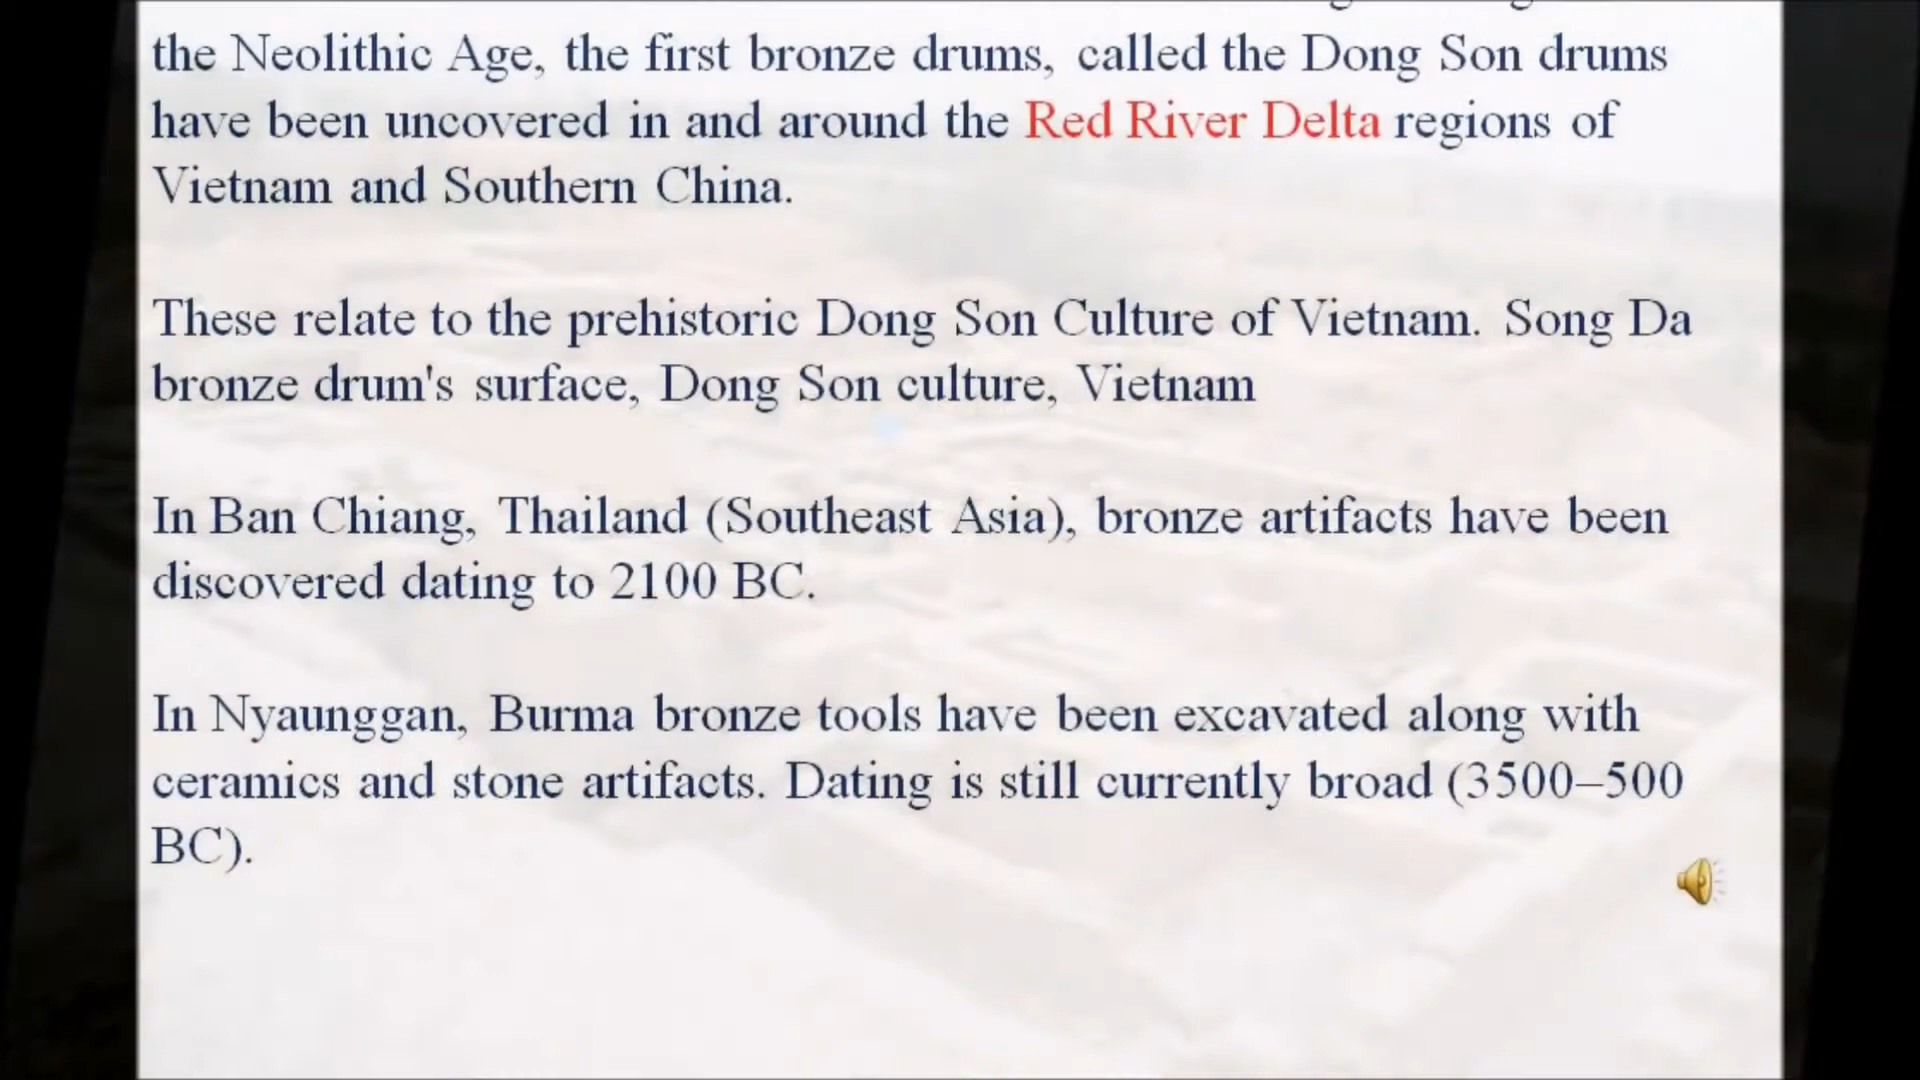 the Neolithic Age, the first bronze drums, called the Dong Son drums
have been uncovered in and around the Red River Delta regions of
Vietnam and Southern China.
These relate to the prehistoric Dong Son Culture of Vietnam. Song Da
bronze drum's surface, Dong Son culture, Vietnam
In Ban Chiang, Thailand (Southeast Asia), bronze artifacts have been
discovered dating to 2100 BC.
In Nyaunggan, Burma bronze tools have been excavated along with
ceramics and stone artifacts. Dating is still currently broad (3500–500
BC).